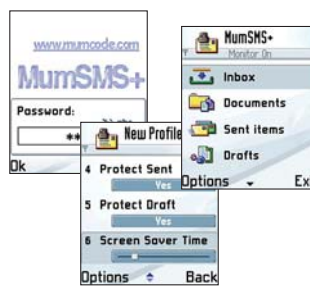 www.mumcode.com
MumSMS+
Password:
**
Ok
MumSMS+
Monitor On
Inbox
Documents
Sent items
Drafts
Options
Ex
New Profile
4 Protect Sent
Yes
5 Protect Draft
Yes
6 Screen Saver Time
Options
Back